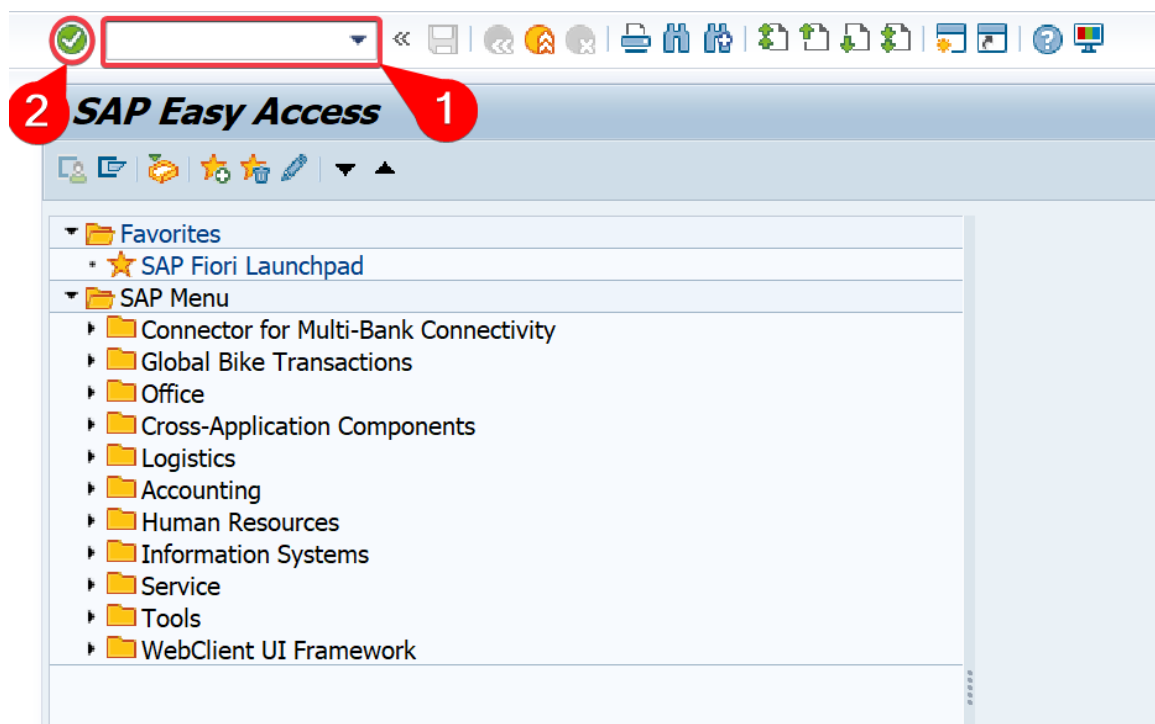 1
2
SAP Easy Access
Favorites
SAP Fiori Launchpad
SAP Menu
Connector for Multi-Bank Connectivity
Global Bike Transactions
Office
Cross-Application Components
Logistics
Accounting
Human Resources
Information Systems
Service
Tools
WebClient UI Framework